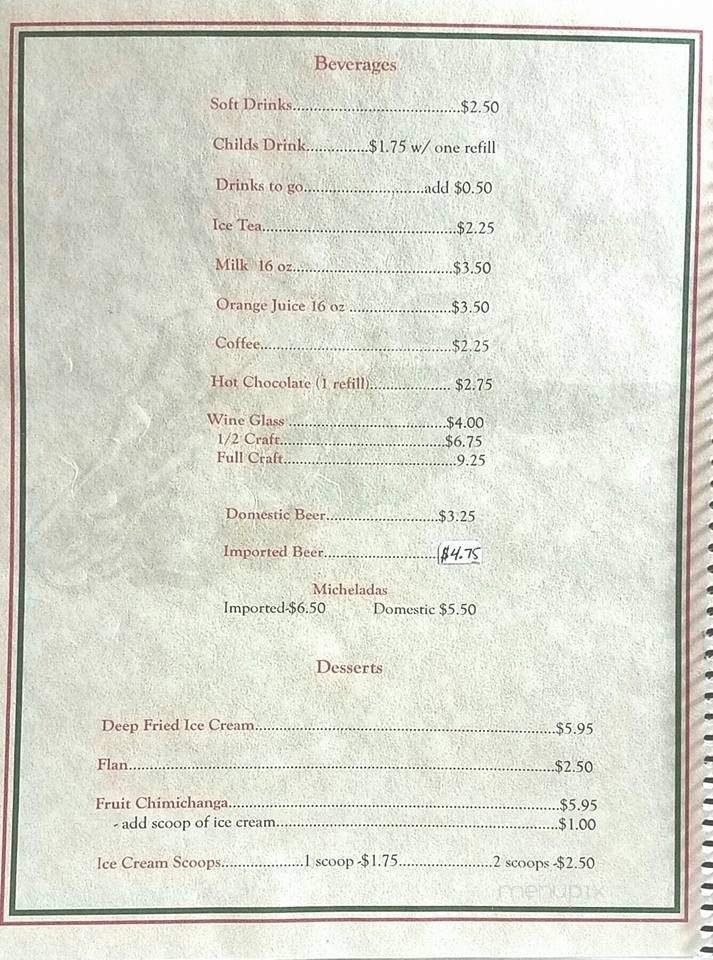 Beverages
Soft Drinks..........................................$2.50
Childs Drink...............$1.75 w/ one refill
Drinks to go..............................add $0.50
Ice Tea................................................$2.25
Milk 16 oz........................................$3.50
Orange Juice 16 oz .........................$3.50
Coffee...............................................$2.25
Hot Chocolate (1 refill).................... $2.75
Wine Glass .......................................$4.00
1/2 Craft.........................................$6.75
Full Craft...........................................9.25
Domestic Beer............................$3.25
Imported Beer............................$4.75
Micheladas
Imported-$6.50 Domestic $5.50
Desserts
Deep Fried Ice Cream..........................................................................$5.95
Flan.........................................................................................................$2.50
Fruit Chimichanga.................................................................................$5.95
- add scoop of ice cream.....................................................................$1.00
Ice Cream Scoops....................1 scoop -$1.75.......................2 scoops -$2.50
menupix